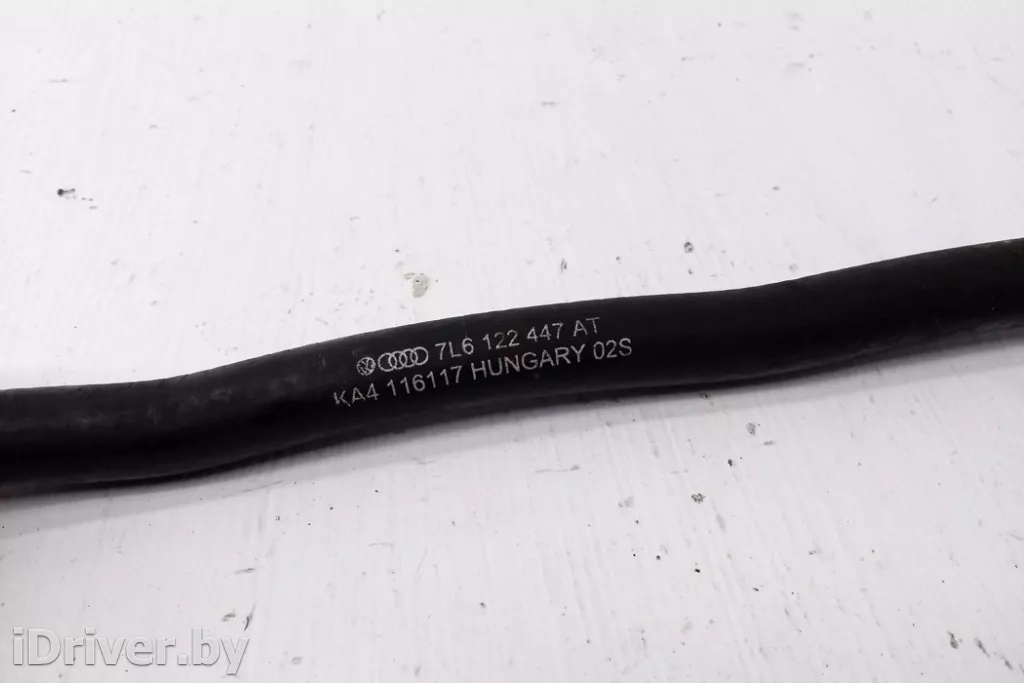 7L6 122 447 AT
KA4 116117 HUNGARY 02S
iDriver.by